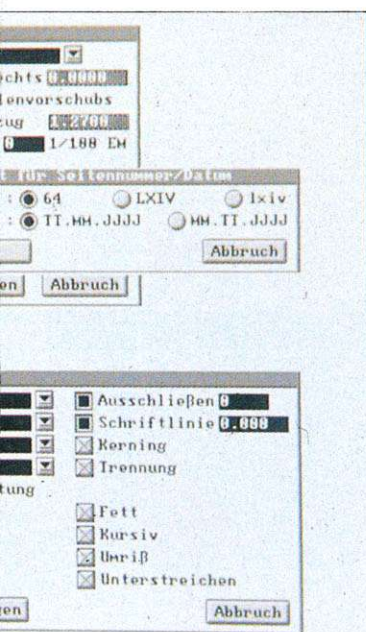 echts 0.0000
lenvorschubs
zug 1.2700
0 1/100 EM
t für Seitennummer/Datum
: 64 LXIV lxiv
: TT.MM.JJJJ MM.TT.JJJJ
Abbruch
en Abbruch
Ausschließen 0
Schriftlinie 0.000
Kerning
tung Trennung
Fett
Kursiv
Umriß
Unterstreichen
gen Abbruch